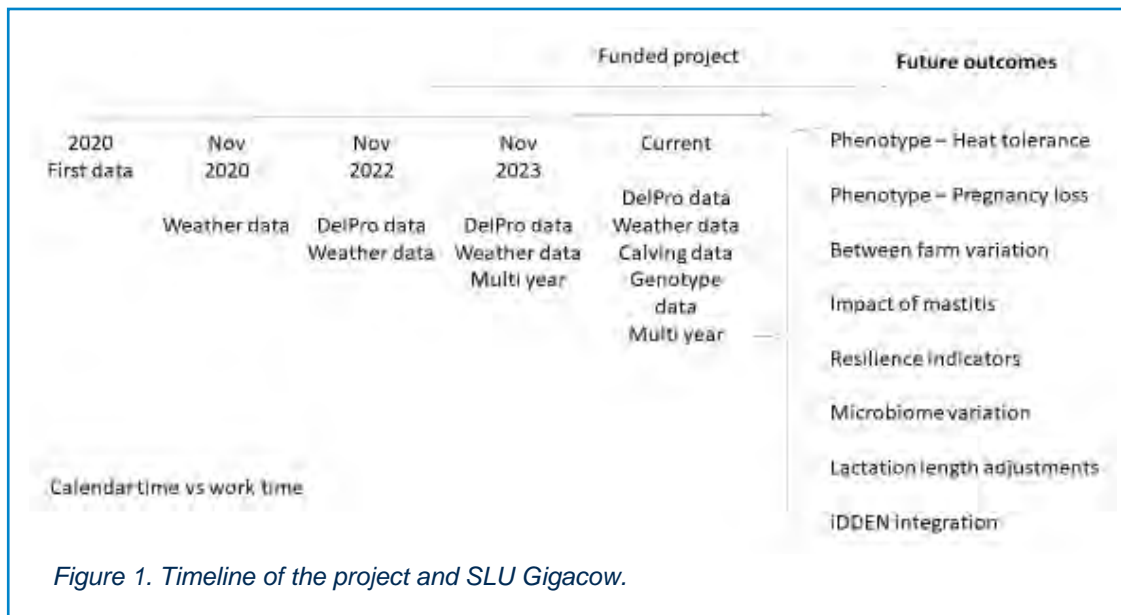 Funded project
Future outcomes
2020
First data
Nov
2020
Weather data
Nov
2022
DelPro data
Weather data
Nov
2023
DelPro data
Weather data
Multi year
Current
DelPro data
Weather data
Calving data
Genotype
data
Multi year
Phenotype – Heat tolerance
Phenotype – Pregnancy loss
Between farm variation
Impact of mastitis
Resilience indicators
Microbiome variation
Lactation length adjustments
iDDEN integration
Calendar time vs work time
Figure 1. Timeline of the project and SLU Gigacow.